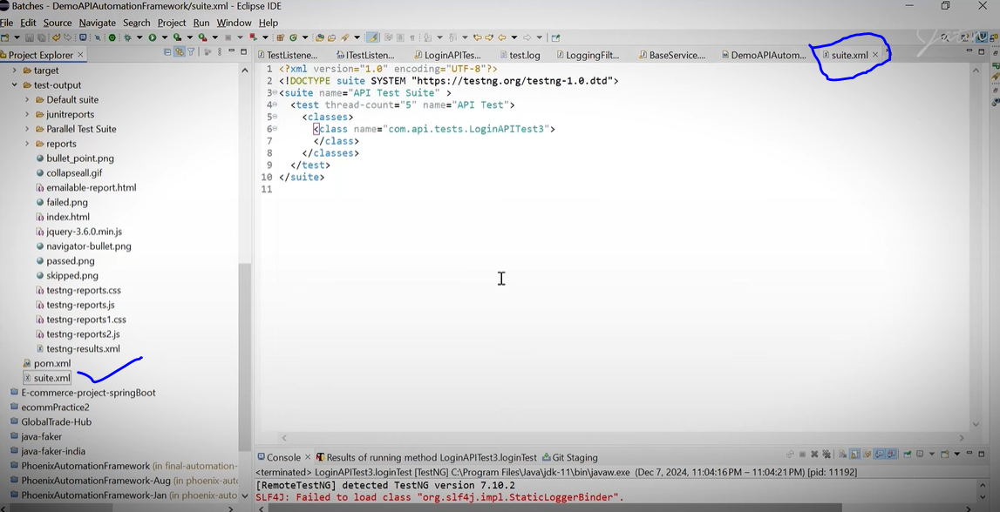 Batches - DemoAPIAutomationFramework/suite.xml - Eclipse IDE
File Edit Source Navigate Search Project Run Window Help
Project Explorer
target
test-output
Default suite
junitreports
Parallel Test Suite
reports
bullet_point.png
collapseall.gif
emailable-report.html
failed.png
index.html
jquery-3.6.0.min.js
navigator-bullet.png
passed.png
skipped.png
testng-reports.css
testng-reports.js
testng-reports1.css
testng-reports2.js
testng-results.xml
pom.xml
suite.xml
E-commerce-project-springBoot
ecommPractice2
GlobalTrade-Hub
java-faker
java-faker-india
PhoenixAutomationFramework (in final-automation-
PhoenixAutomationFramework-Aug (in phoenix-auto
PhoenixAutomationFramework-Jan (in phoenix-auto
TestListene... ITestListen... LoginAPITes... test.log LoggingFilt... BaseService.... DemoAPIAutom... suite.xml
1 <?xml version="1.0" encoding="UTF-8"?>
2 <!DOCTYPE suite SYSTEM "https://testng.org/testng-1.0.dtd">
3 <suite name="API Test Suite" >
4 <test thread-count="5" name="API Test">
5 <classes>
6 <class name="com.api.tests.LoginAPITest3">
7 </class>
8 </classes>
9 </test>
10 </suite>
11
Console Results of running method LoginAPITest3.loginTest Git Staging
<terminated> LoginAPITest3.loginTest [TestNG] C:\Program Files\Java\jdk-11\bin\javaw.exe (Dec 7, 2024, 11:04:16 PM – 11:04:21 PM) [pid: 11192]
[RemoteTestNG] detected TestNG version 7.10.2
SLF4J: Failed to load class "org.slf4j.impl.StaticLoggerBinder".